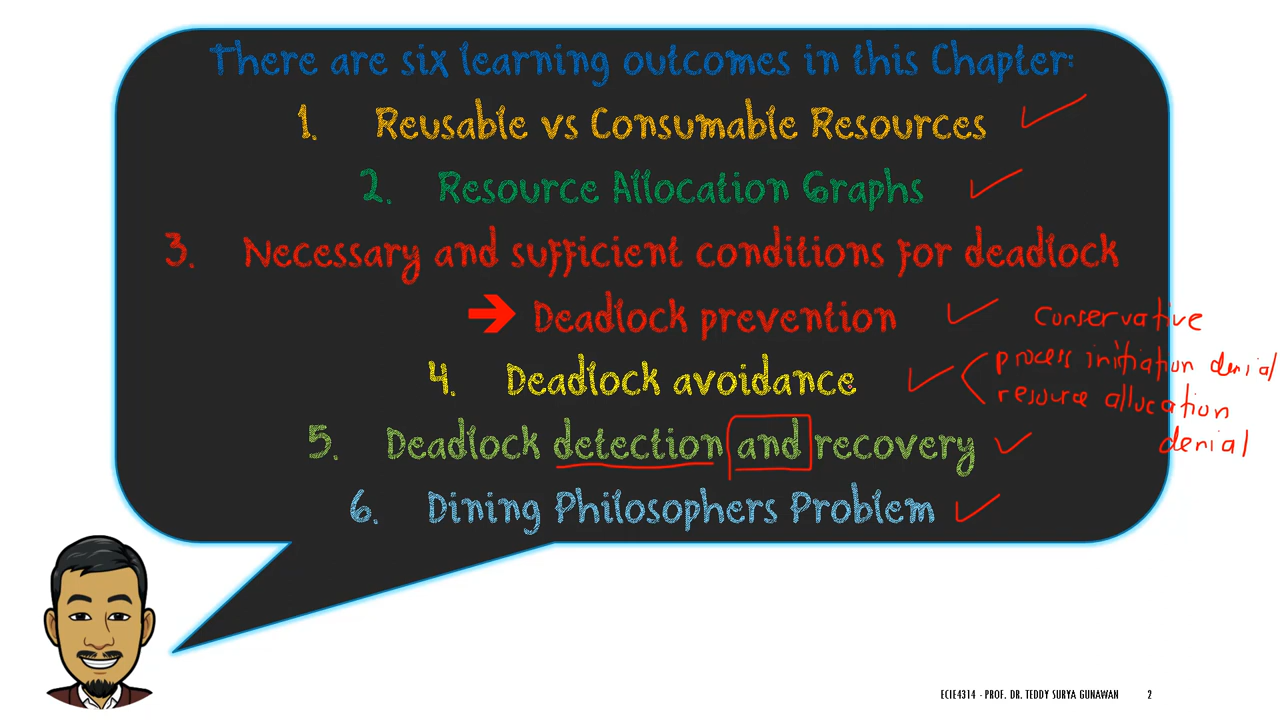 There are six learning outcomes in this Chapter:
1. Reusable vs Consumable Resources
2. Resource Allocation Graphs
3. Necessary and sufficient conditions for deadlock
➔ Deadlock prevention conservative
4. Deadlock avoidance process initiation denial
resource allocation denial
5. Deadlock detection and recovery
6. Dining Philosophers Problem
ECIE4314 - PROF. DR. TEDDY SURYA GUNAWAN 2